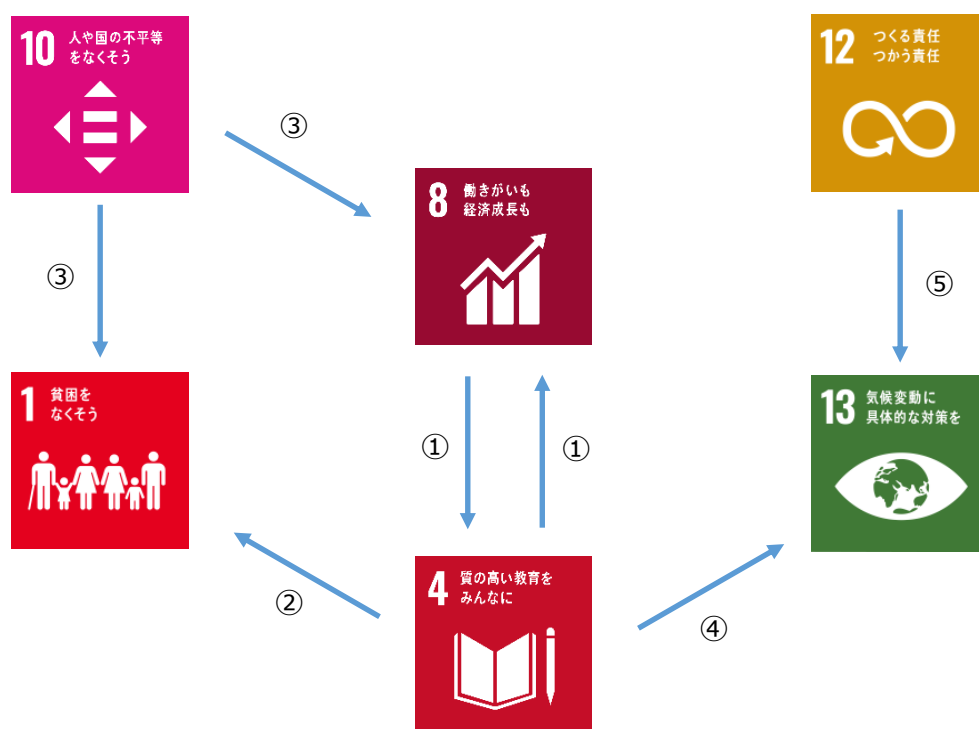 10 人や国の不平等
をなくそう
12 つくる責任
つかう責任
③
8 働きがいも
経済成長も
③
⑤
1 貧困を
なくそう
13 気候変動に
具体的な対策を
①
①
4 質の高い教育を
みんなに
②
④